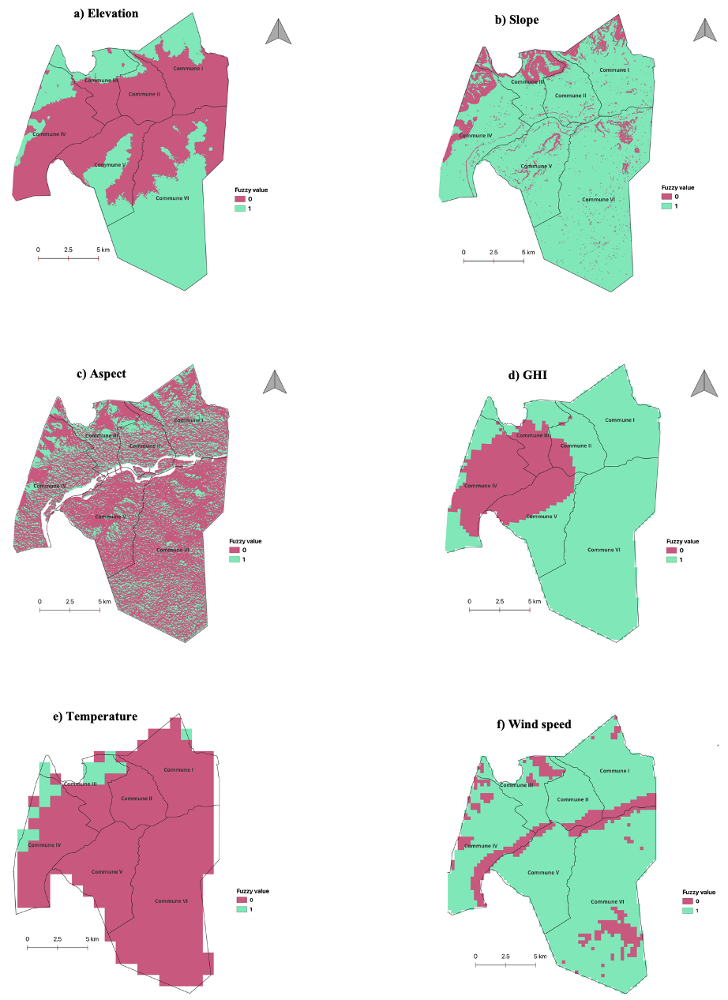 a) Elevation
Commune I
Commune III
Commune II
Commune IV
Commune V
Commune VI
Fuzzy value
0
1
0 2.5 5 km
b) Slope
Commune I
Commune III
Commune II
Commune IV
Commune V
Commune VI
Fuzzy value
0
1
0 2.5 5 km
c) Aspect
Commune I
Commune III
Commune II
Commune IV
Commune V
Commune VI
Fuzzy value
0
1
0 2.5 5 km
d) GHI
Commune I
Commune III
Commune II
Commune IV
Commune V
Commune VI
Fuzzy value
0
1
0 2.5 5 km
e) Temperature
Commune I
Commune III
Commune II
Commune IV
Commune V
Commune VI
Fuzzy value
0
1
0 2.5 5 km
f) Wind speed
Commune I
Commune III
Commune II
Commune IV
Commune V
Commune VI
Fuzzy value
0
1
0 2.5 5 km